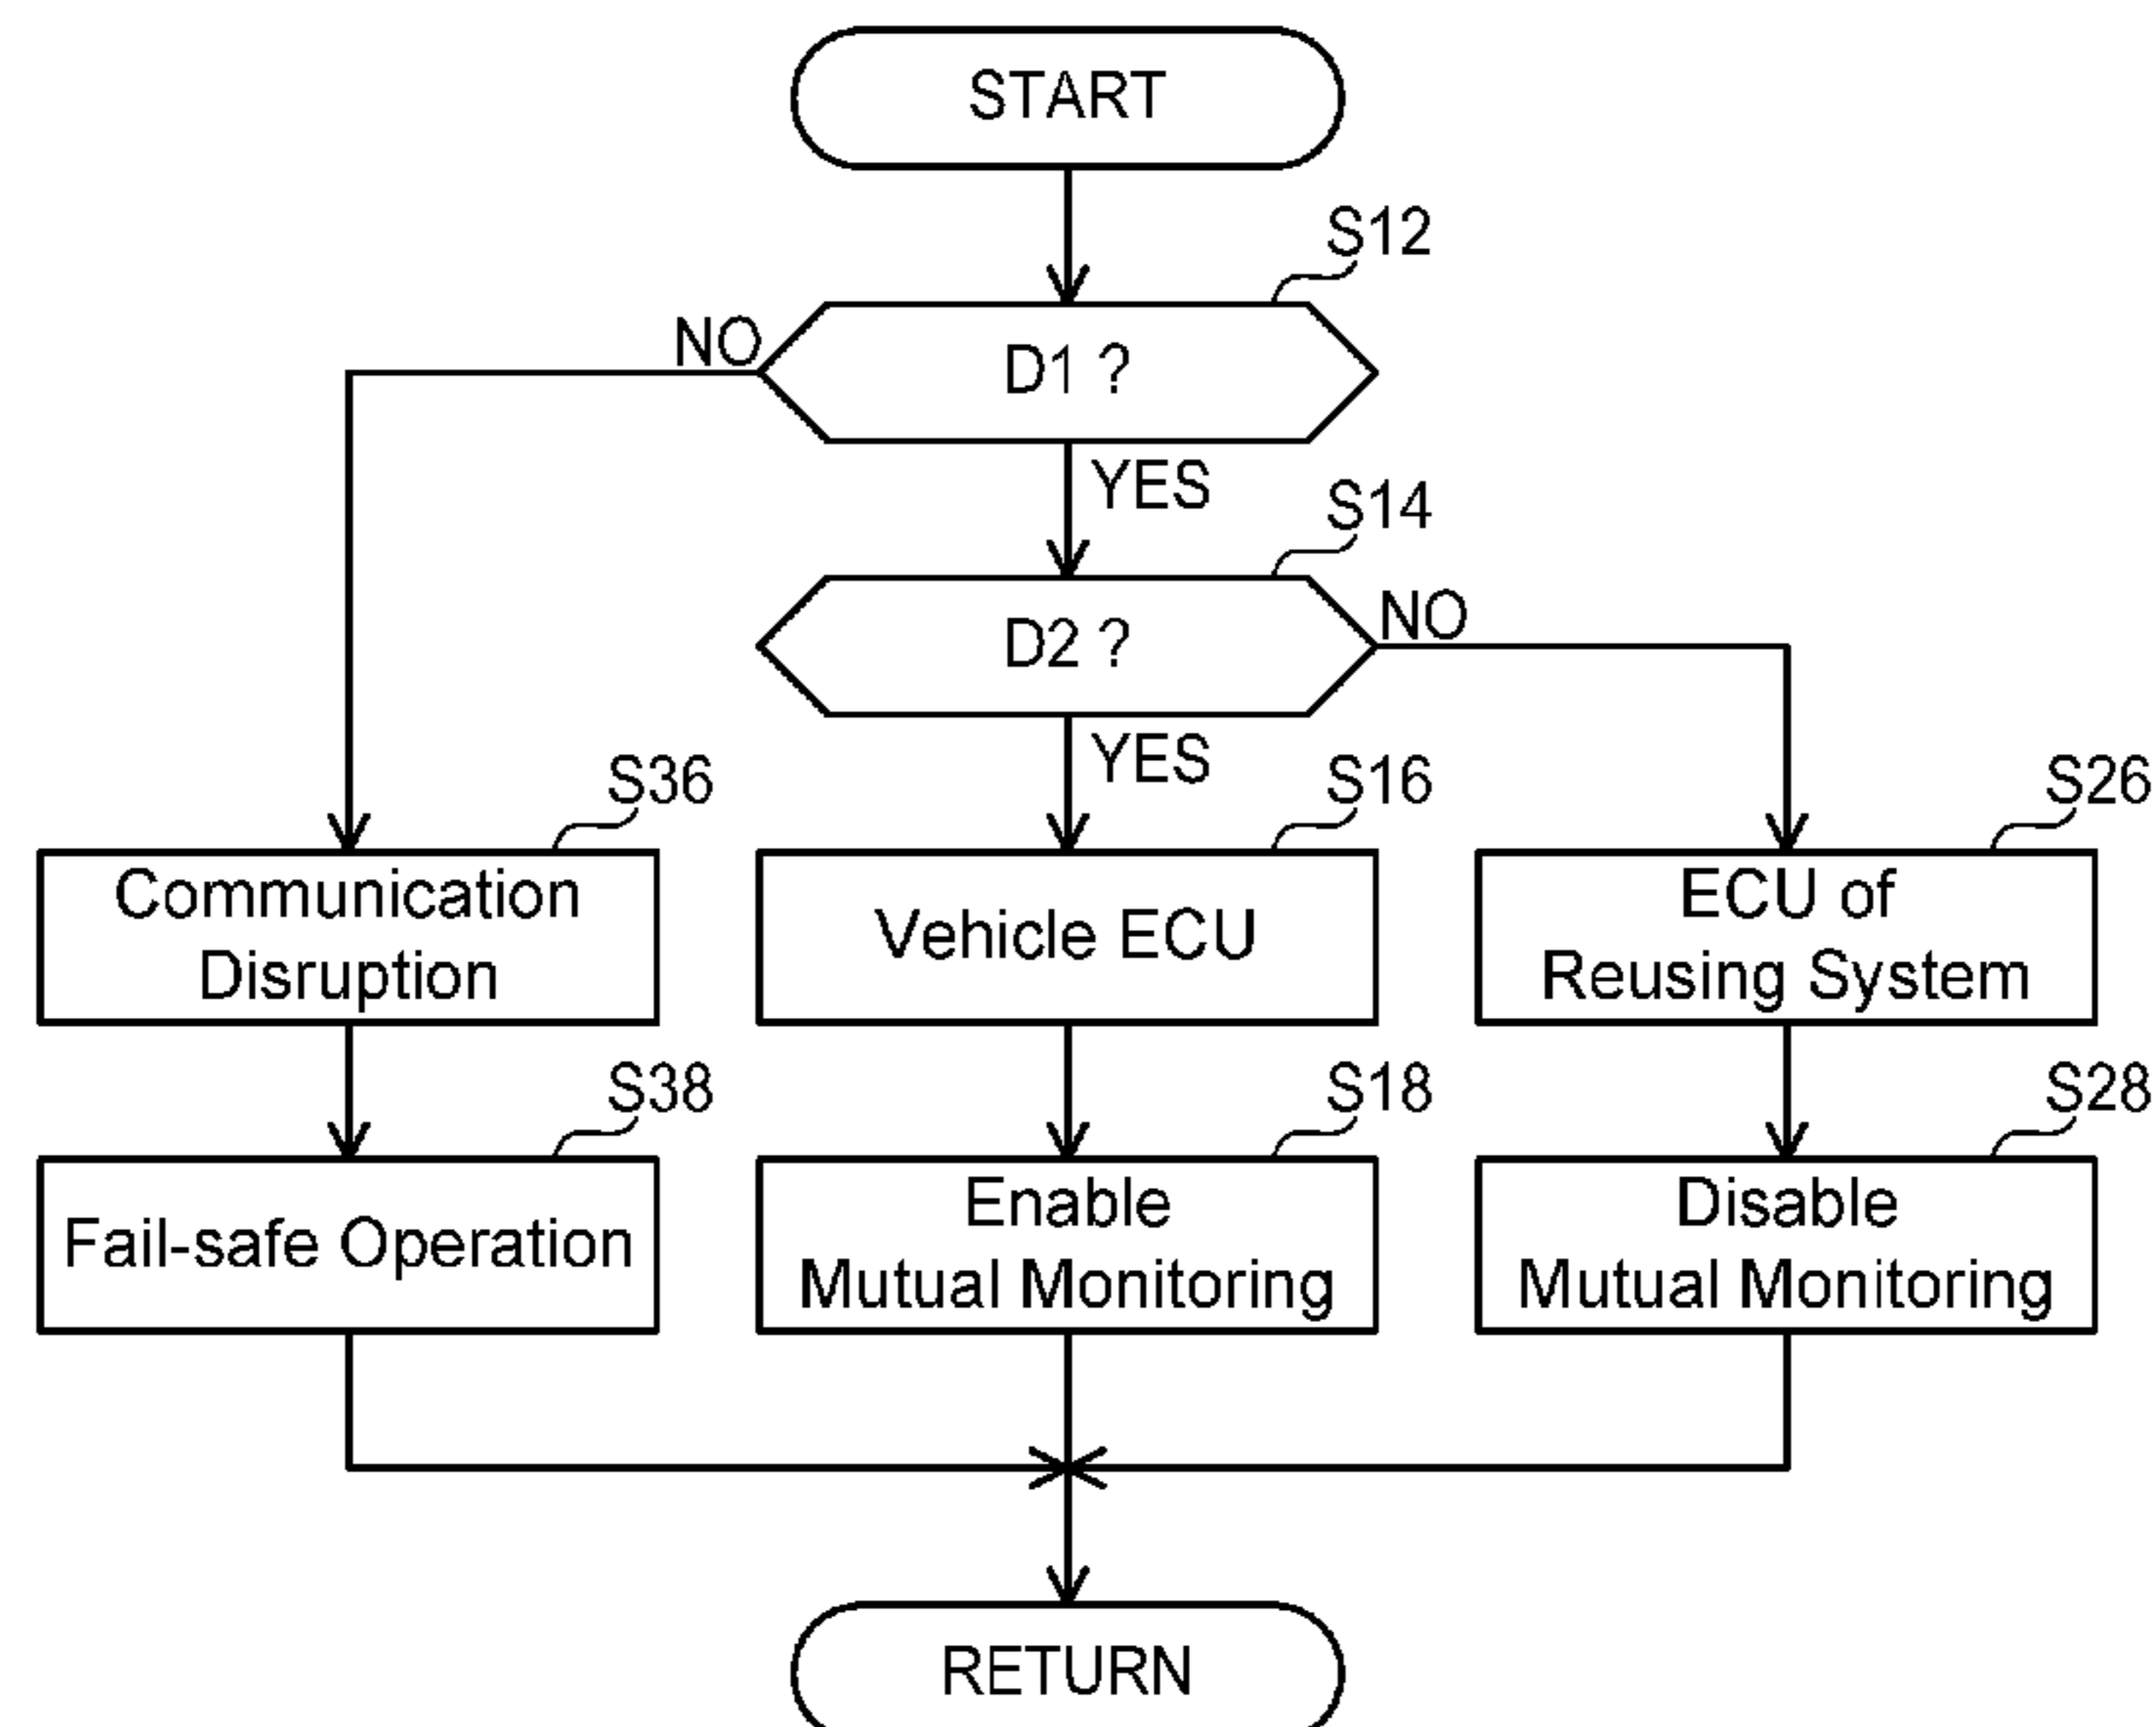 START
S12
NO
D1 ?
YES
S14
D2 ?
NO
YES
S36
S16
S26
Communication
Disruption
Vehicle ECU
ECU of
Reusing System
S38
S18
S28
Fail-safe Operation
Enable
Mutual Monitoring
Disable
Mutual Monitoring
RETURN